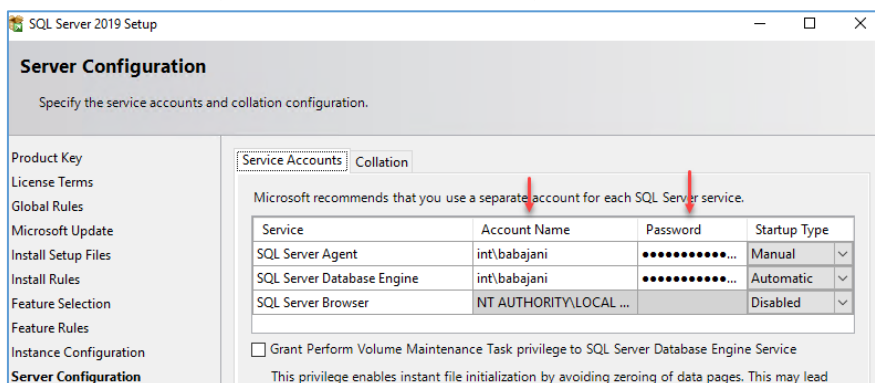 SQL Server 2019 Setup
Server Configuration
Specify the service accounts and collation configuration.
Product Key
License Terms
Global Rules
Microsoft Update
Install Setup Files
Install Rules
Feature Selection
Feature Rules
Instance Configuration
Server Configuration
Service Accounts Collation
Microsoft recommends that you use a separate account for each SQL Server service.
Service Account Name Password Startup Type
SQL Server Agent int\babajani ●●●●●●●●●●●... Manual
SQL Server Database Engine int\babajani ●●●●●●●●●●●... Automatic
SQL Server Browser NT AUTHORITY\LOCAL ... Disabled
Grant Perform Volume Maintenance Task privilege to SQL Server Database Engine Service
This privilege enables instant file initialization by avoiding zeroing of data pages. This may lead